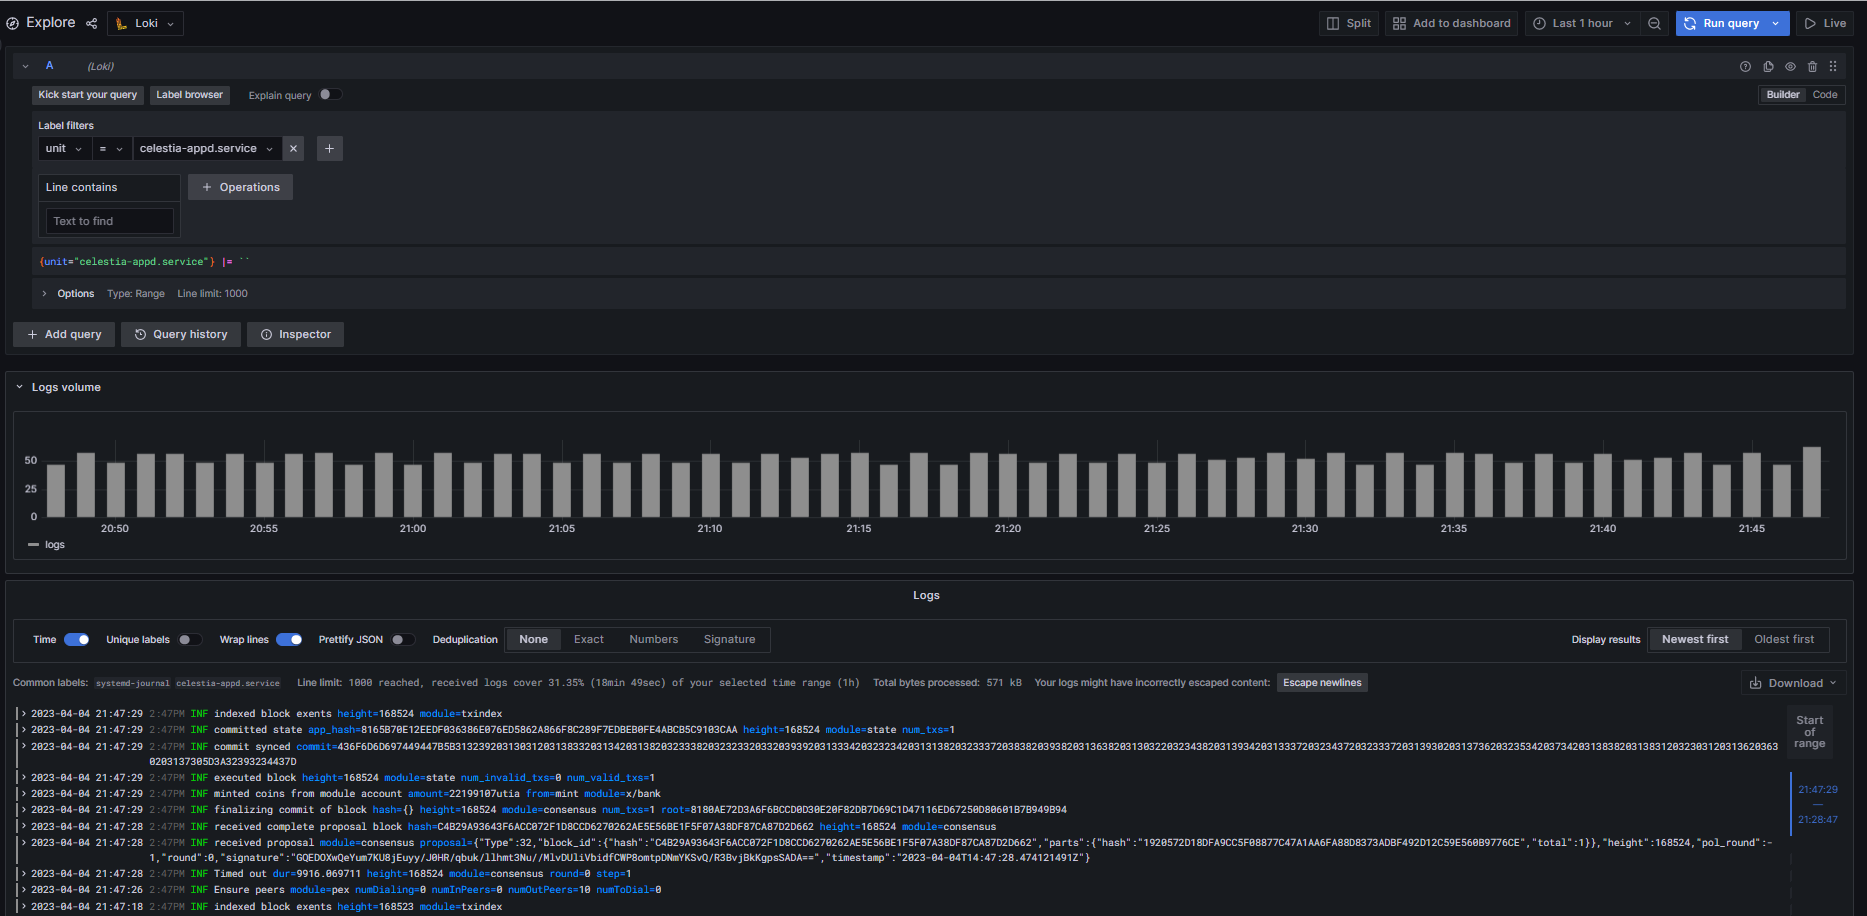 Explore Loki Split Add to dashboard Last 1 hour Run query Live
A (Loki)
Kick start your query Label browser Explain query Builder Code
Label filters
unit = celestia-appd.service
Line contains Operations
Text to find
{unit="celestia-appd.service"} |= ``
Options Type: Range Line limit: 1000
Add query Query history Inspector
Logs volume
50
25
0
20:50 20:55 21:00 21:05 21:10 21:15 21:20 21:25 21:30 21:35 21:40 21:45
logs
Logs
Time Unique labels Wrap lines Prettify JSON Deduplication None Exact Numbers Signature Display results Newest first Oldest first
Common labels: systemd-journal celestia-appd.service Line limit: 1000 reached, received logs cover 31.35% (18min 49sec) of your selected time range (1h) Total bytes processed: 571 kB Your logs might have incorrectly escaped content: Escape newlines Download
2023-04-04 21:47:29 2:47PM INF indexed block exents height=168524 module=txindex
2023-04-04 21:47:29 2:47PM INF committed state height=168524 module=state num_txs=1
2023-04-04 21:47:29 2:47PM INF commit synced
2023-04-04 21:47:29 2:47PM INF executed block height=168524 module=state num_invalid_txs=0 num_valid_txs=1
2023-04-04 21:47:29 2:47PM INF minted coins from module account amount=22199107utia from=mint module=x/bank
2023-04-04 21:47:29 2:47PM INF finalizing commit of block hash={} height=168524 module=consensus num_txs=1
2023-04-04 21:47:28 2:47PM INF received complete proposal block height=168524 module=consensus
2023-04-04 21:47:28 2:47PM INF received proposal module=consensus proposal={"Type":32,"block_id":{"hash": "parts":{"hash": "total":1}},"height":168524,"pol_round":-
1,"round":0,"signature": "timestamp":"2023-04-04T14:47:28.474121491Z"}
2023-04-04 21:47:28 2:47PM INF Timed out dur=9916.069711 height=168524 module=consensus round=0 step=1
2023-04-04 21:47:26 2:47PM INF Ensure peers module=pex numDialing=0 numInPeers=0 numOutPeers=10 numToDial=0
2023-04-04 21:47:18 2:47PM INF indexed block exents height=168523 module=txindex
Start
of
range
21:47:29
—
21:28:47